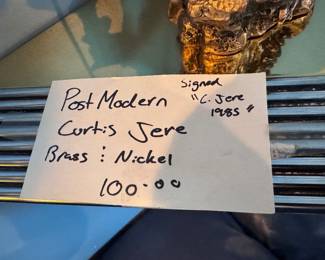 Post Modern
Curtis Jere
Brass : Nickel
100.00
Signed
"C. Jere
1985"